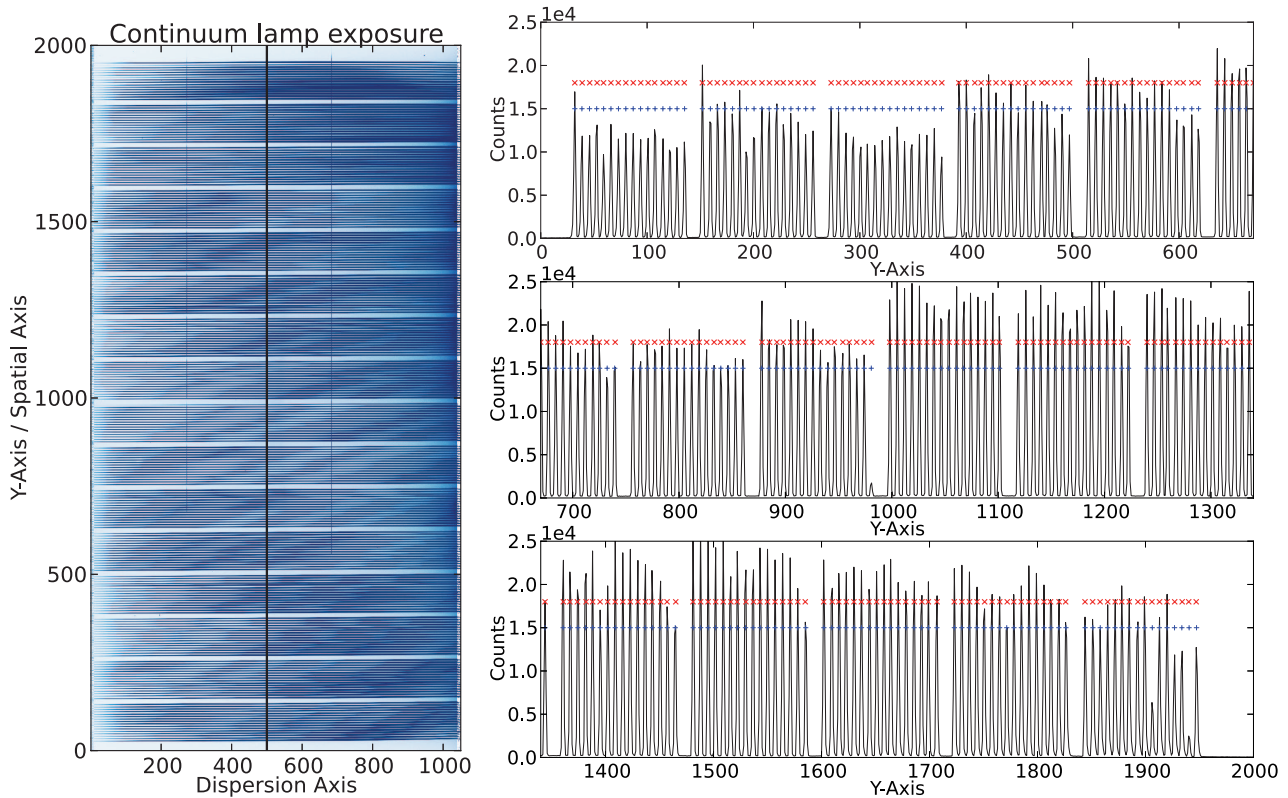 Continuum lamp exposure
2000
1500
1000
500
0
200 400 600 800 1000
Dispersion Axis
Y-Axis / Spatial Axis
1e4
2.5
2.0
1.5
1.0
0.5
0.0
Counts
0 100 200 300 400 500 600
Y-Axis
1e4
2.5
2.0
1.5
1.0
0.5
0.0
Counts
700 800 900 1000 1100 1200 1300
Y-Axis
1e4
2.5
2.0
1.5
1.0
0.5
0.0
Counts
1400 1500 1600 1700 1800 1900 2000
Y-Axis